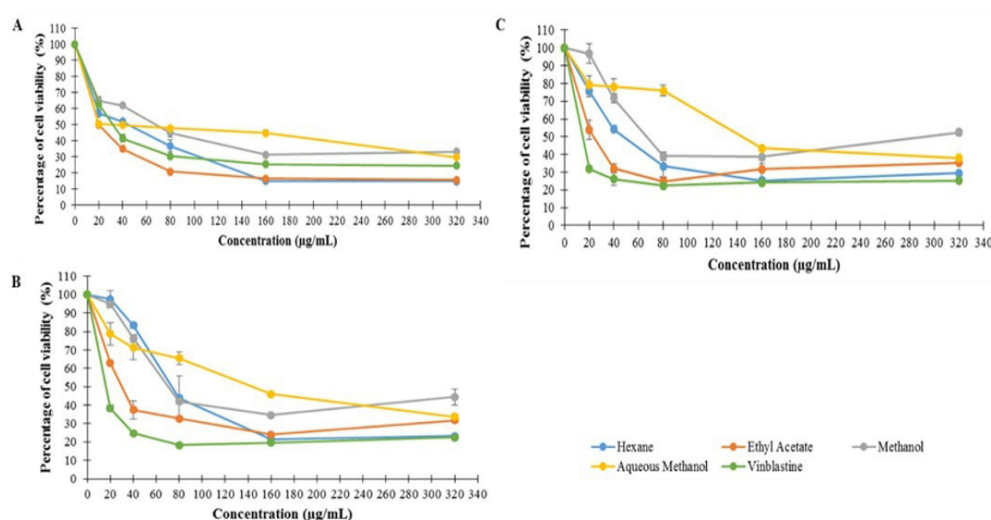 A
Percentage of cell viability (%)
110
100
90
80
70
60
50
40
30
20
10
0
0 20 40 60 80 100 120 140 160 180 200 220 240 260 280 300 320 340
Concentration (µg/mL)
C
Percentage of cell viability (%)
110
100
90
80
70
60
50
40
30
20
10
0
0 20 40 60 80 100 120 140 160 180 200 220 240 260 280 300 320 340
Concentration (µg/mL)
B
Percentage of cell viability (%)
110
100
90
80
70
60
50
40
30
20
10
0
0 20 40 60 80 100 120 140 160 180 200 220 240 260 280 300 320 340
Concentration (µg/mL)
Hexane Ethyl Acetate Methanol
Aqueous Methanol Vinblastine